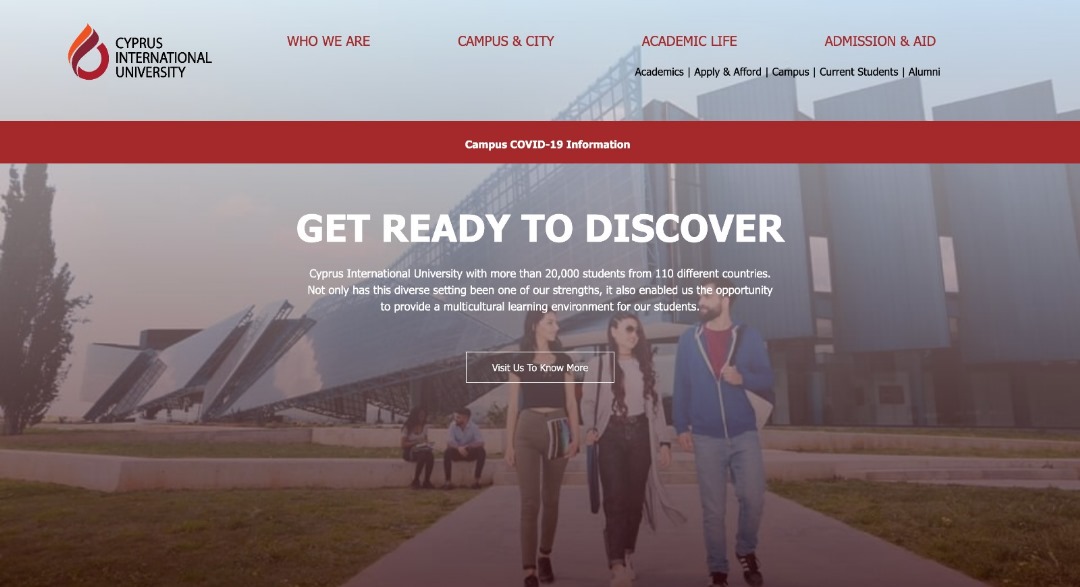 CYPRUS
INTERNATIONAL
UNIVERSITY
WHO WE ARE
CAMPUS & CITY
ACADEMIC LIFE
ADMISSION & AID
Academics | Apply & Afford | Campus | Current Students | Alumni
Campus COVID-19 Information
GET READY TO DISCOVER
Cyprus International University with more than 20,000 students from 110 different countries.
Not only has this diverse setting been one of our strengths, it also enabled us the opportunity
to provide a multicultural learning environment for our students.
Visit Us To Know More